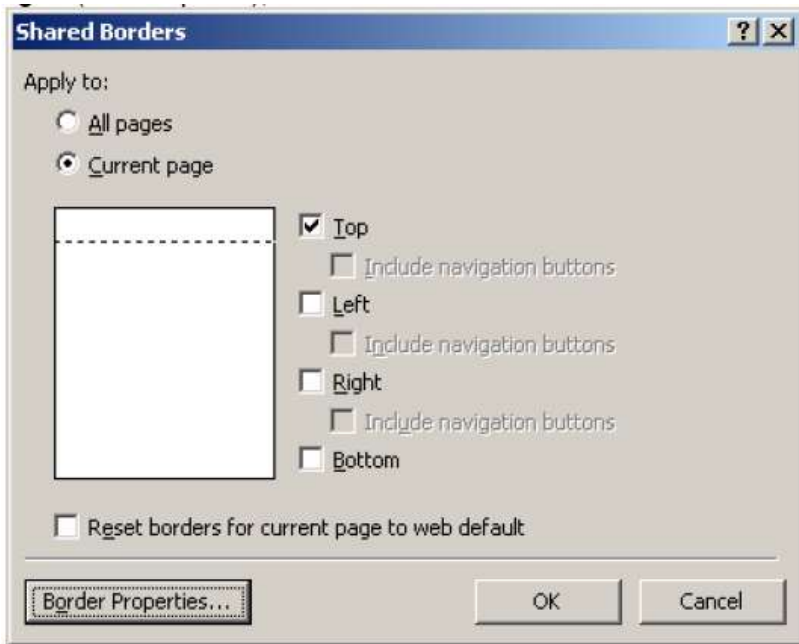 Shared Borders
Apply to:
All pages
Current page
Top
Include navigation buttons
Left
Include navigation buttons
Right
Include navigation buttons
Bottom
Reset borders for current page to web default
Border Properties...
OK
Cancel